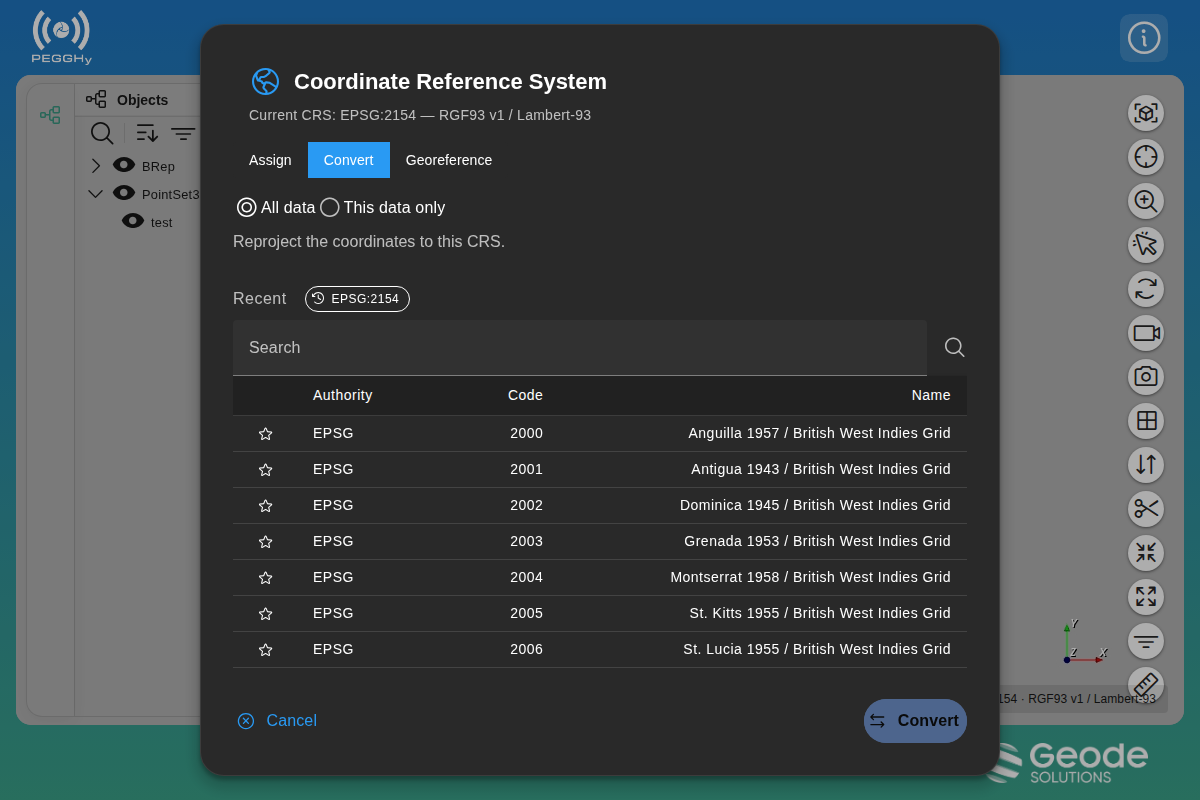 PEGGHy
Objects
BRep
PointSet3
test
Coordinate Reference System
Current CRS: EPSG:2154 — RGF93 v1 / Lambert-93
Assign
Convert
Georeference
All data
This data only
Reproject the coordinates to this CRS.
Recent
EPSG:2154
Search
Authority Code Name
EPSG 2000 Anguilla 1957 / British West Indies Grid
EPSG 2001 Antigua 1943 / British West Indies Grid
EPSG 2002 Dominica 1945 / British West Indies Grid
EPSG 2003 Grenada 1953 / British West Indies Grid
EPSG 2004 Montserrat 1958 / British West Indies Grid
EPSG 2005 St. Kitts 1955 / British West Indies Grid
EPSG 2006 St. Lucia 1955 / British West Indies Grid
Cancel
Convert
Y
Z
X
154 · RGF93 v1 / Lambert-93
Geode
SOLUTIONS